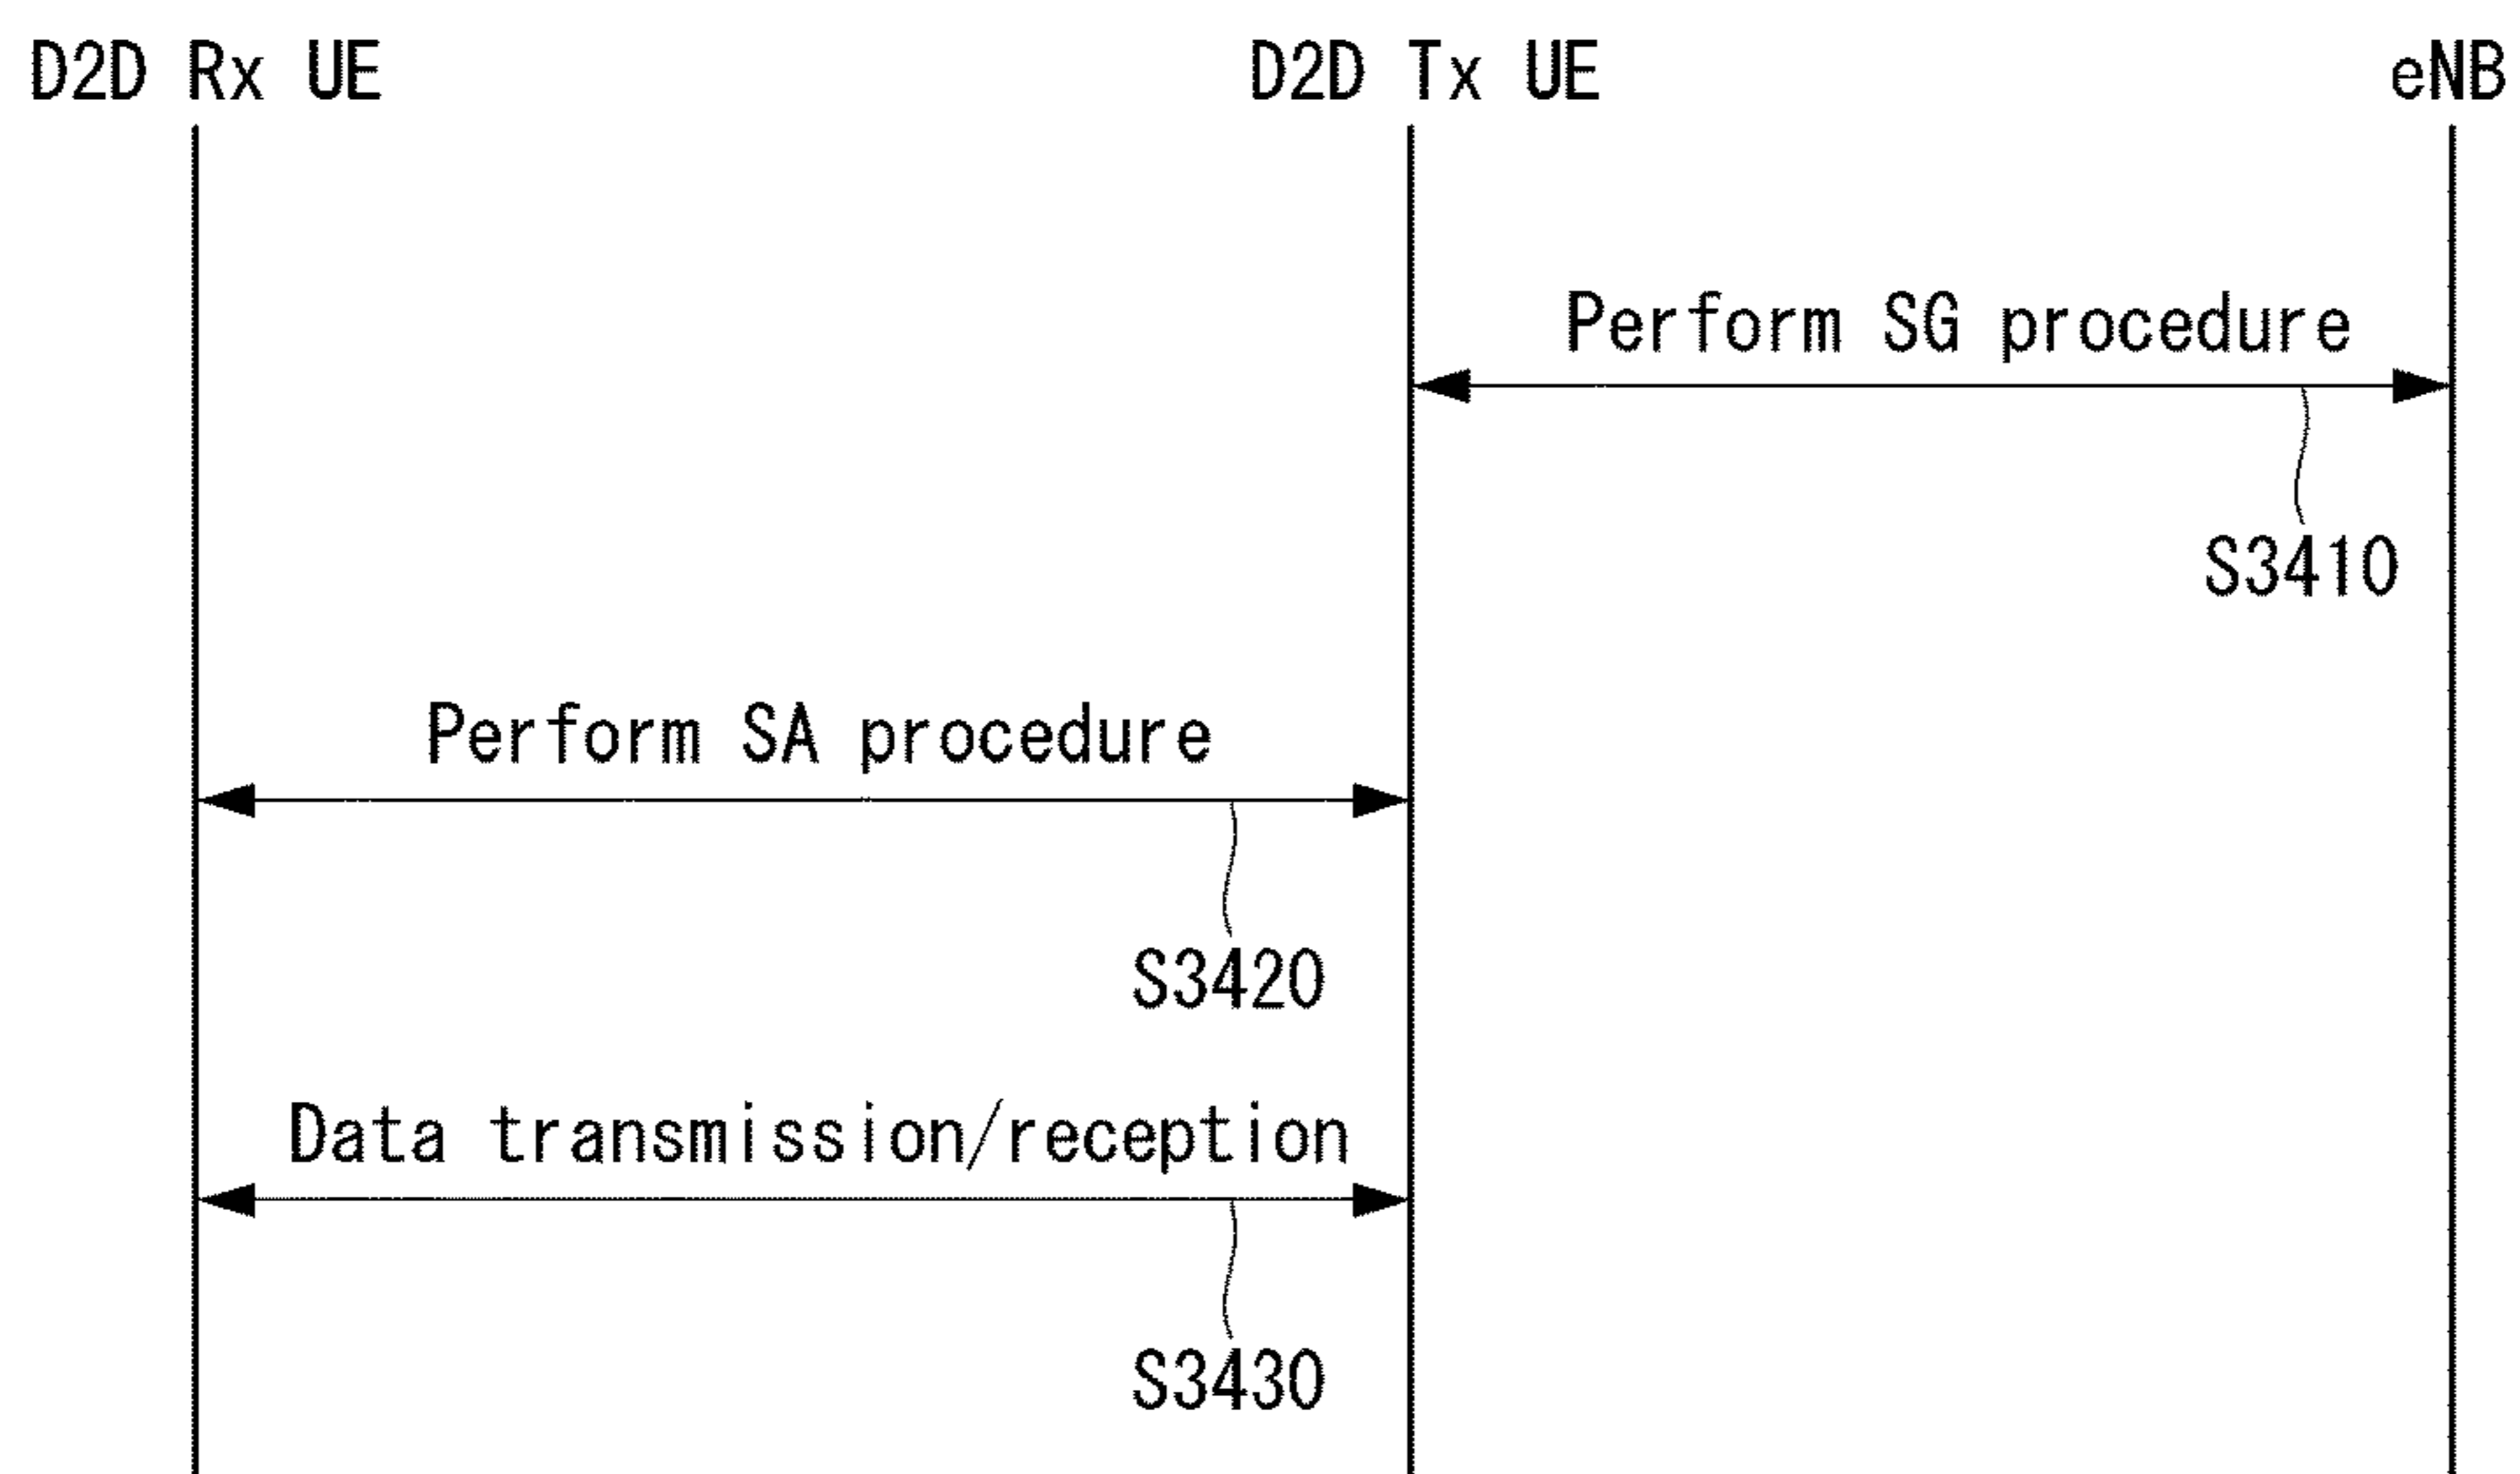 D2D Rx UE
D2D Tx UE
eNB
Perform SG procedure
S3410
Perform SA procedure
S3420
Data transmission/reception
S3430